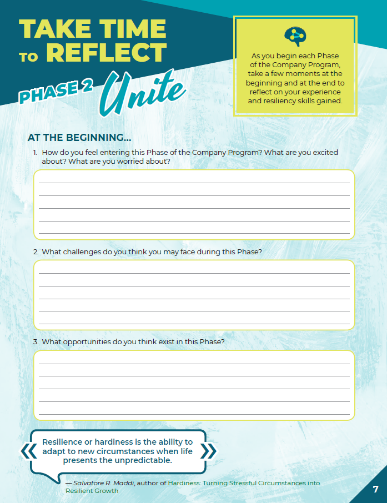 TAKE TIME
TO REFLECT
PHASE 2
Unite
As you begin each Phase
of the Company Program,
take a few moments at the
beginning and at the end to
reflect on your experience
and resiliency skills gained.
AT THE BEGINNING...
1. How do you feel entering this Phase of the Company Program? What are you excited
about? What are you worried about?
2. What challenges do you think you may face during this Phase?
3. What opportunities do you think exist in this Phase?
Resilience or hardiness is the ability to
adapt to new circumstances when life
presents the unpredictable.
— Salvatore R. Maddi, author of Hardiness: Turning Stressful Circumstances into
Resilient Growth
7